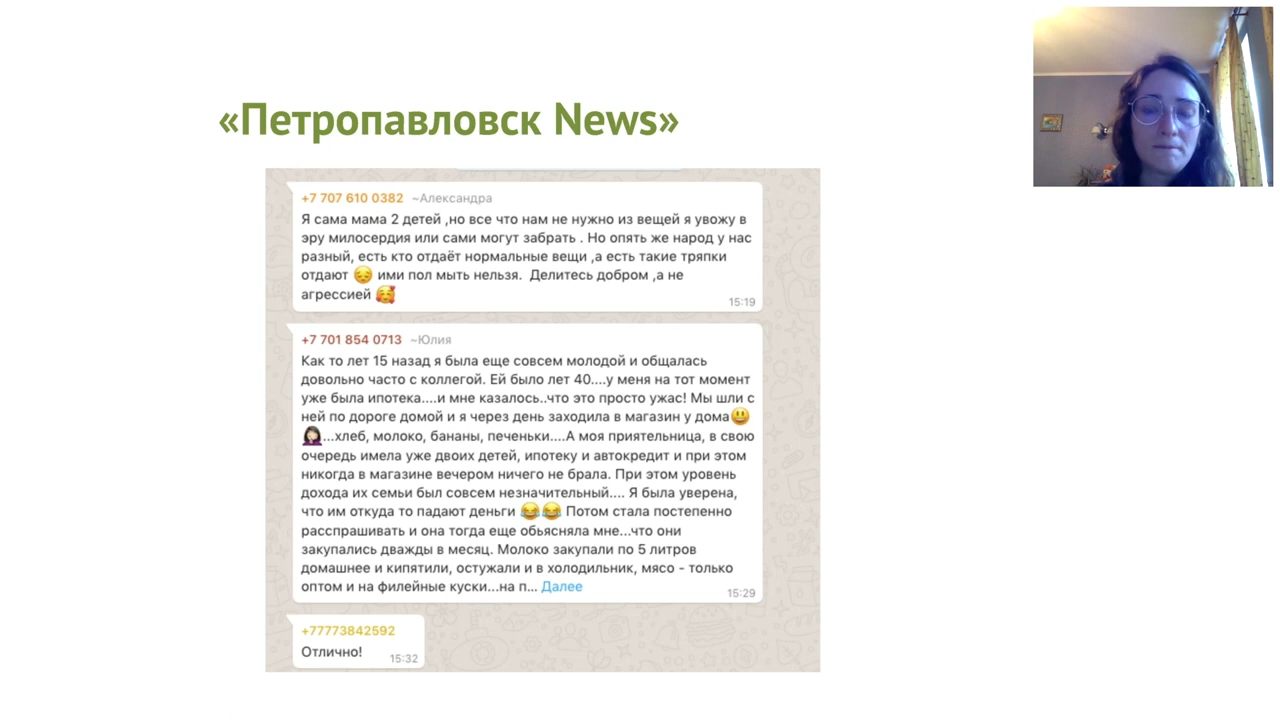 «Петропавловск News»
+7 707 610 0382 ~Александра
Я сама мама 2 детей ,но все что нам не нужно из вещей я увожу в
эру милосердия или сами могут забрать . Но опять же народ у нас
разный, есть кто отдаёт нормальные вещи ,а есть такие тряпки
отдают 😔 ими пол мыть нельзя. Делитесь добром ,а не
агрессией 🥰
15:19
+7 701 854 0713 ~Юлия
Как то лет 15 назад я была еще совсем молодой и общалась
довольно часто с коллегой. Ей было лет 40....у меня на тот момент
уже была ипотека....и мне казалось..что это просто ужас! Мы шли с
ней по дороге домой и я через день заходила в магазин у дома😃
🤦🏻‍♀️...хлеб, молоко, бананы, печеньки....А моя приятельница, в свою
очередь имела уже двоих детей, ипотеку и автокредит и при этом
никогда в магазине вечером ничего не брала. При этом уровень
дохода их семьи был совсем незначительный.... Я была уверена,
что им откуда то падают деньги 😂😂 Потом стала постепенно
расспрашивать и она тогда еще обьясняла мне...что они
закупались дважды в месяц. Молоко закупали по 5 литров
домашнее и кипятили, остужали и в холодильник, мясо - только
оптом и на филейные куски...на п... Далее
15:29
+77773842592
Отлично!
15:32